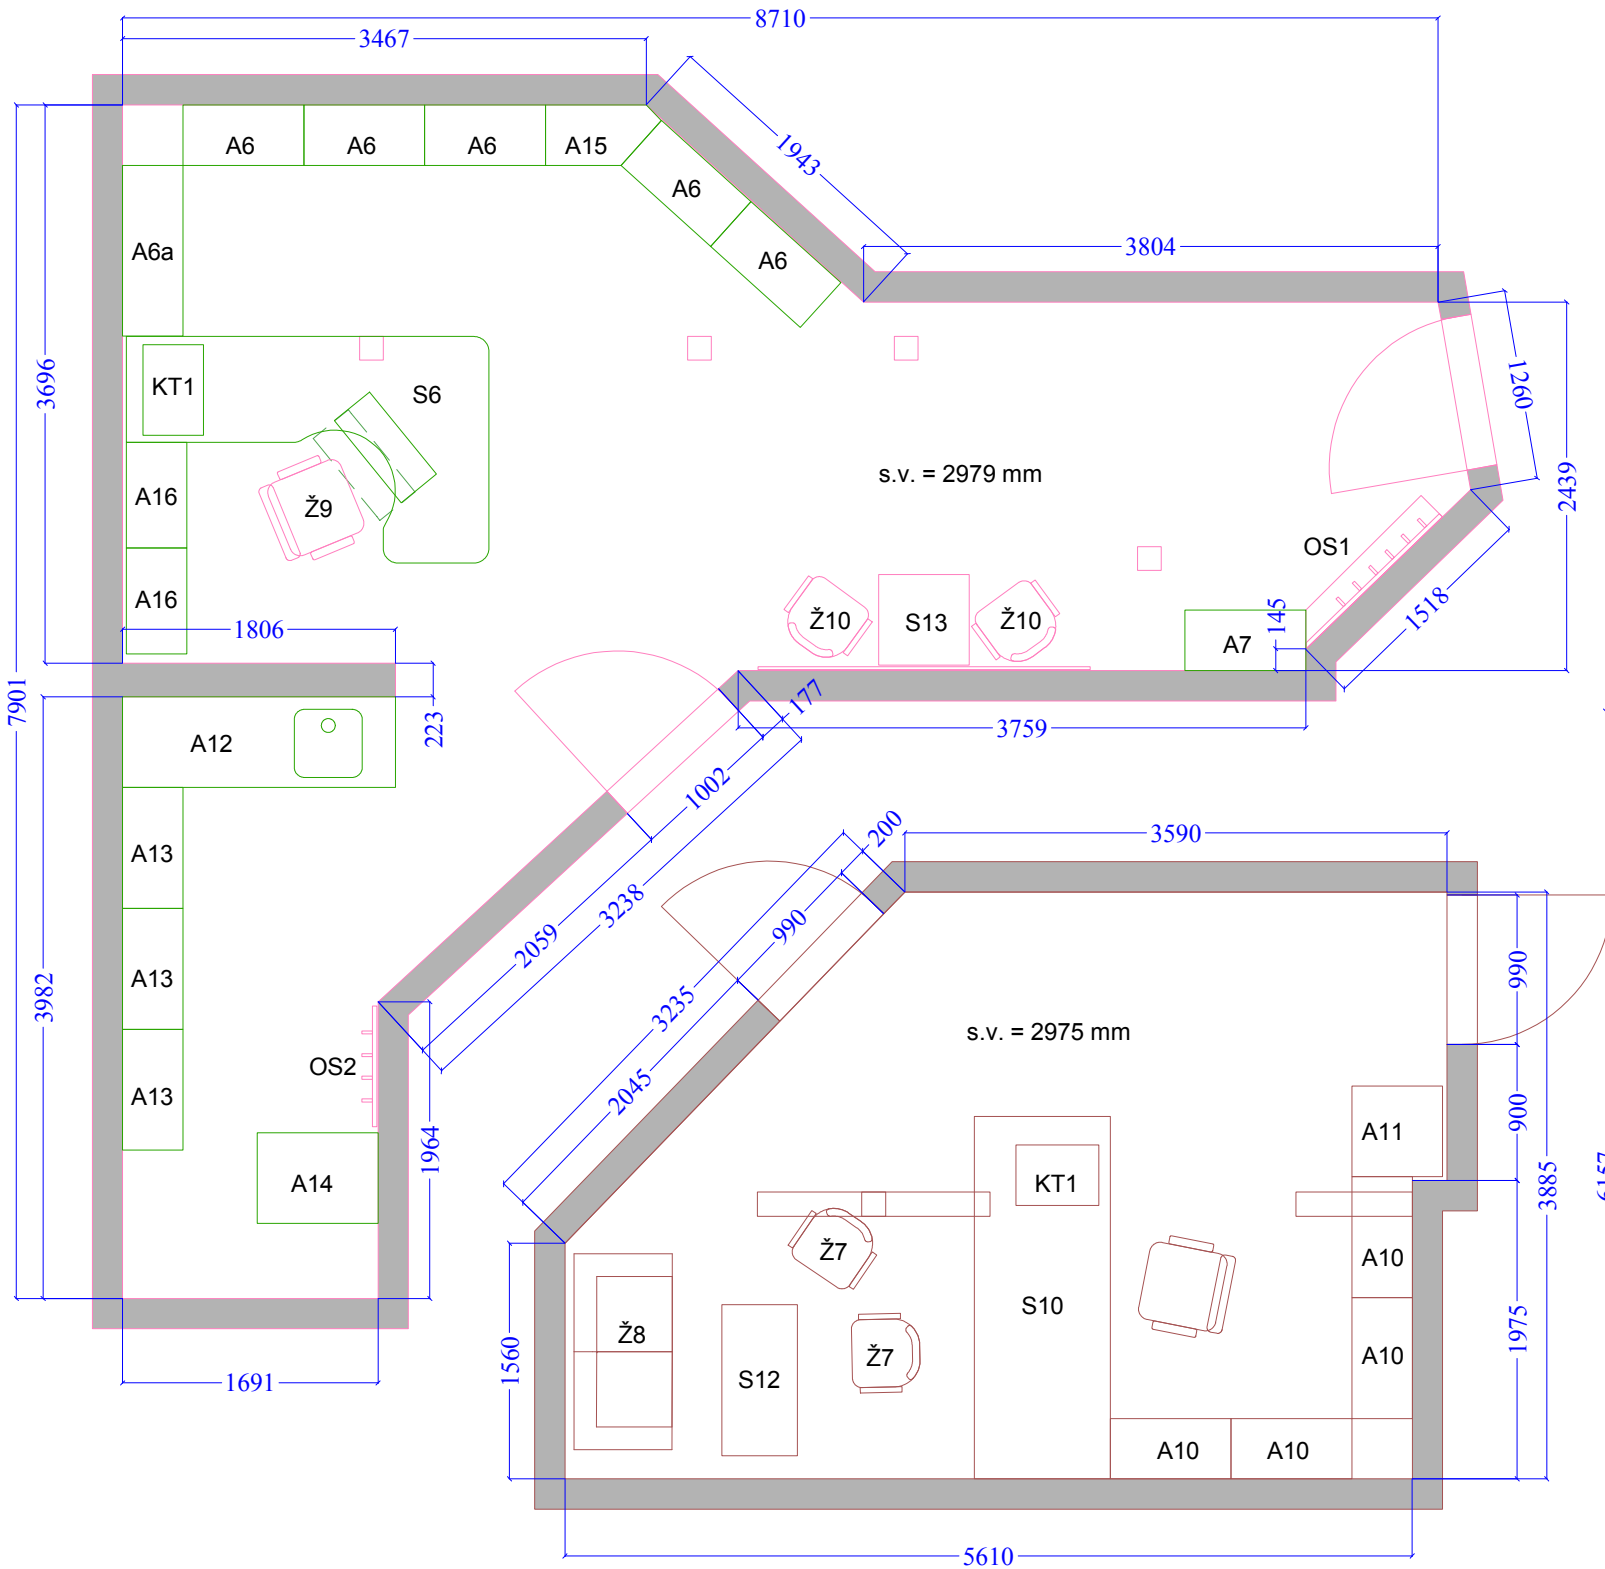 8710
3467
1943
3804
A6
A6
A6
A15
A6
A6
A6a
3696
KT1
S6
1260
2439
s.v. = 2979 mm
A16
Ž9
OS1
A16
1806
Ž10
S13
Ž10
145
A7
1518
7901
223
177
3759
A12
1002
3238
2059
A13
A13
A13
3982
OS2
A14
1964
1691
200
3590
990
3235
2045
990
s.v. = 2975 mm
900
3885
6157
A11
KT1
A10
Ž7
S10
Ž8
Ž7
S12
A10
1975
1560
A10
A10
5610